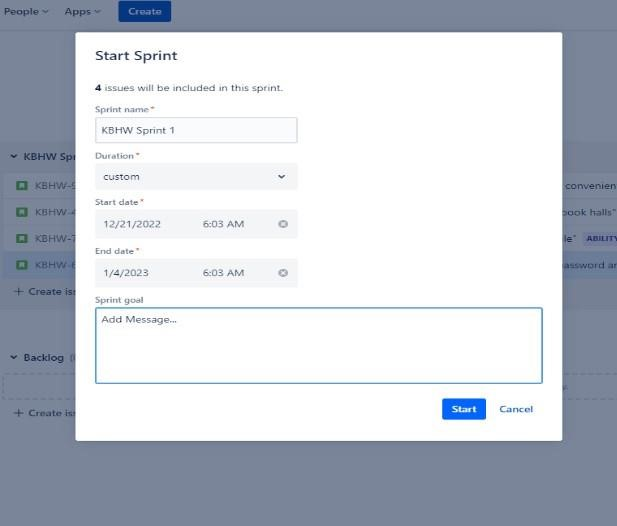 People Apps Create
Start Sprint
4 issues will be included in this sprint.
Sprint name *
KBHW Sprint 1
Duration *
custom
Start date *
12/21/2022 6:03 AM
End date *
1/4/2023 6:03 AM
Sprint goal
Add Message...
Start Cancel
KBHW Spr
KBHW-
convenien
KBHW-4
book halls"
KBHW-7
le" ABILITY
KBHW-6
assword an
+ Create iss
Backlog
+ Create iss